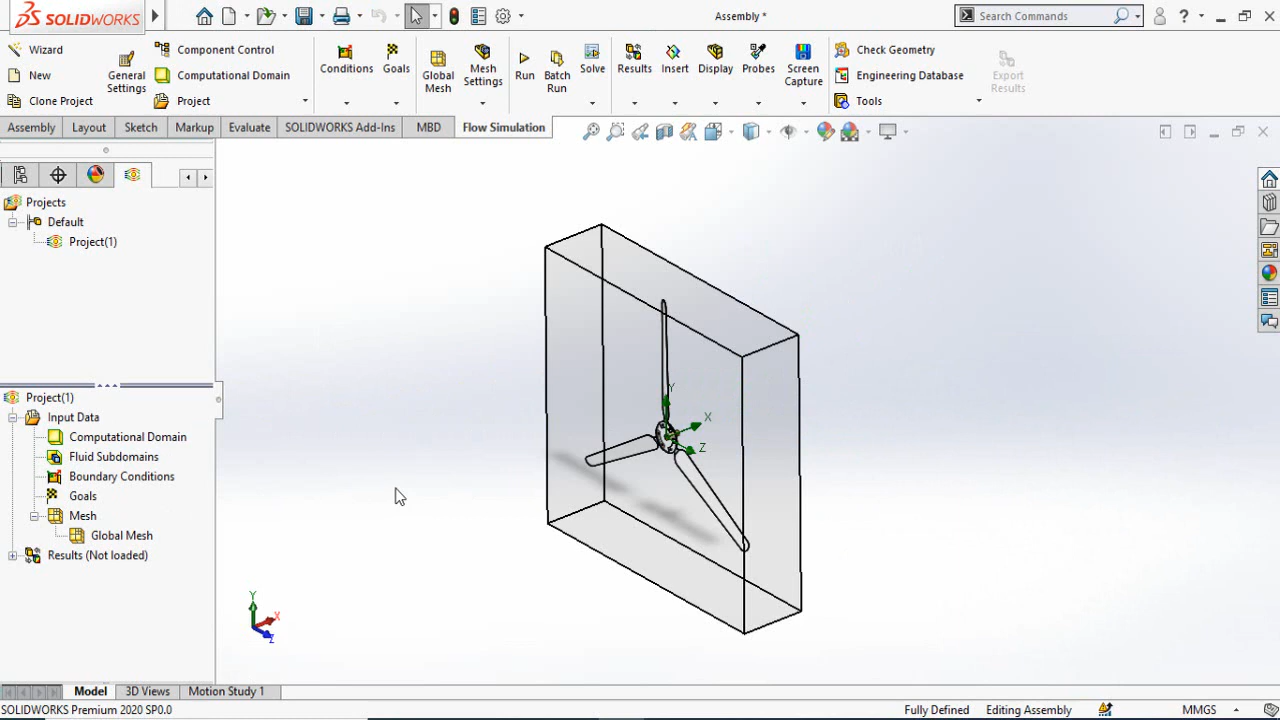 SOLIDWORKS
Assembly *
Search Commands
?
Wizard
New
Clone Project
General
Settings
Component Control
Computational Domain
Project
Conditions
Goals
Global
Mesh
Mesh
Settings
Run
Batch
Run
Solve
Results
Insert
Display
Probes
Screen
Capture
Check Geometry
Engineering Database
Tools
Export
Results
Assembly
Layout
Sketch
Markup
Evaluate
SOLIDWORKS Add-Ins
MBD
Flow Simulation
Projects
Default
Project(1)
Y
X
Z
Project(1)
Input Data
Computational Domain
Fluid Subdomains
Boundary Conditions
Goals
Mesh
Global Mesh
Results (Not loaded)
Y
X
Z
Model
3D Views
Motion Study 1
SOLIDWORKS Premium 2020 SP0.0
Fully Defined
Editing Assembly
MMGS